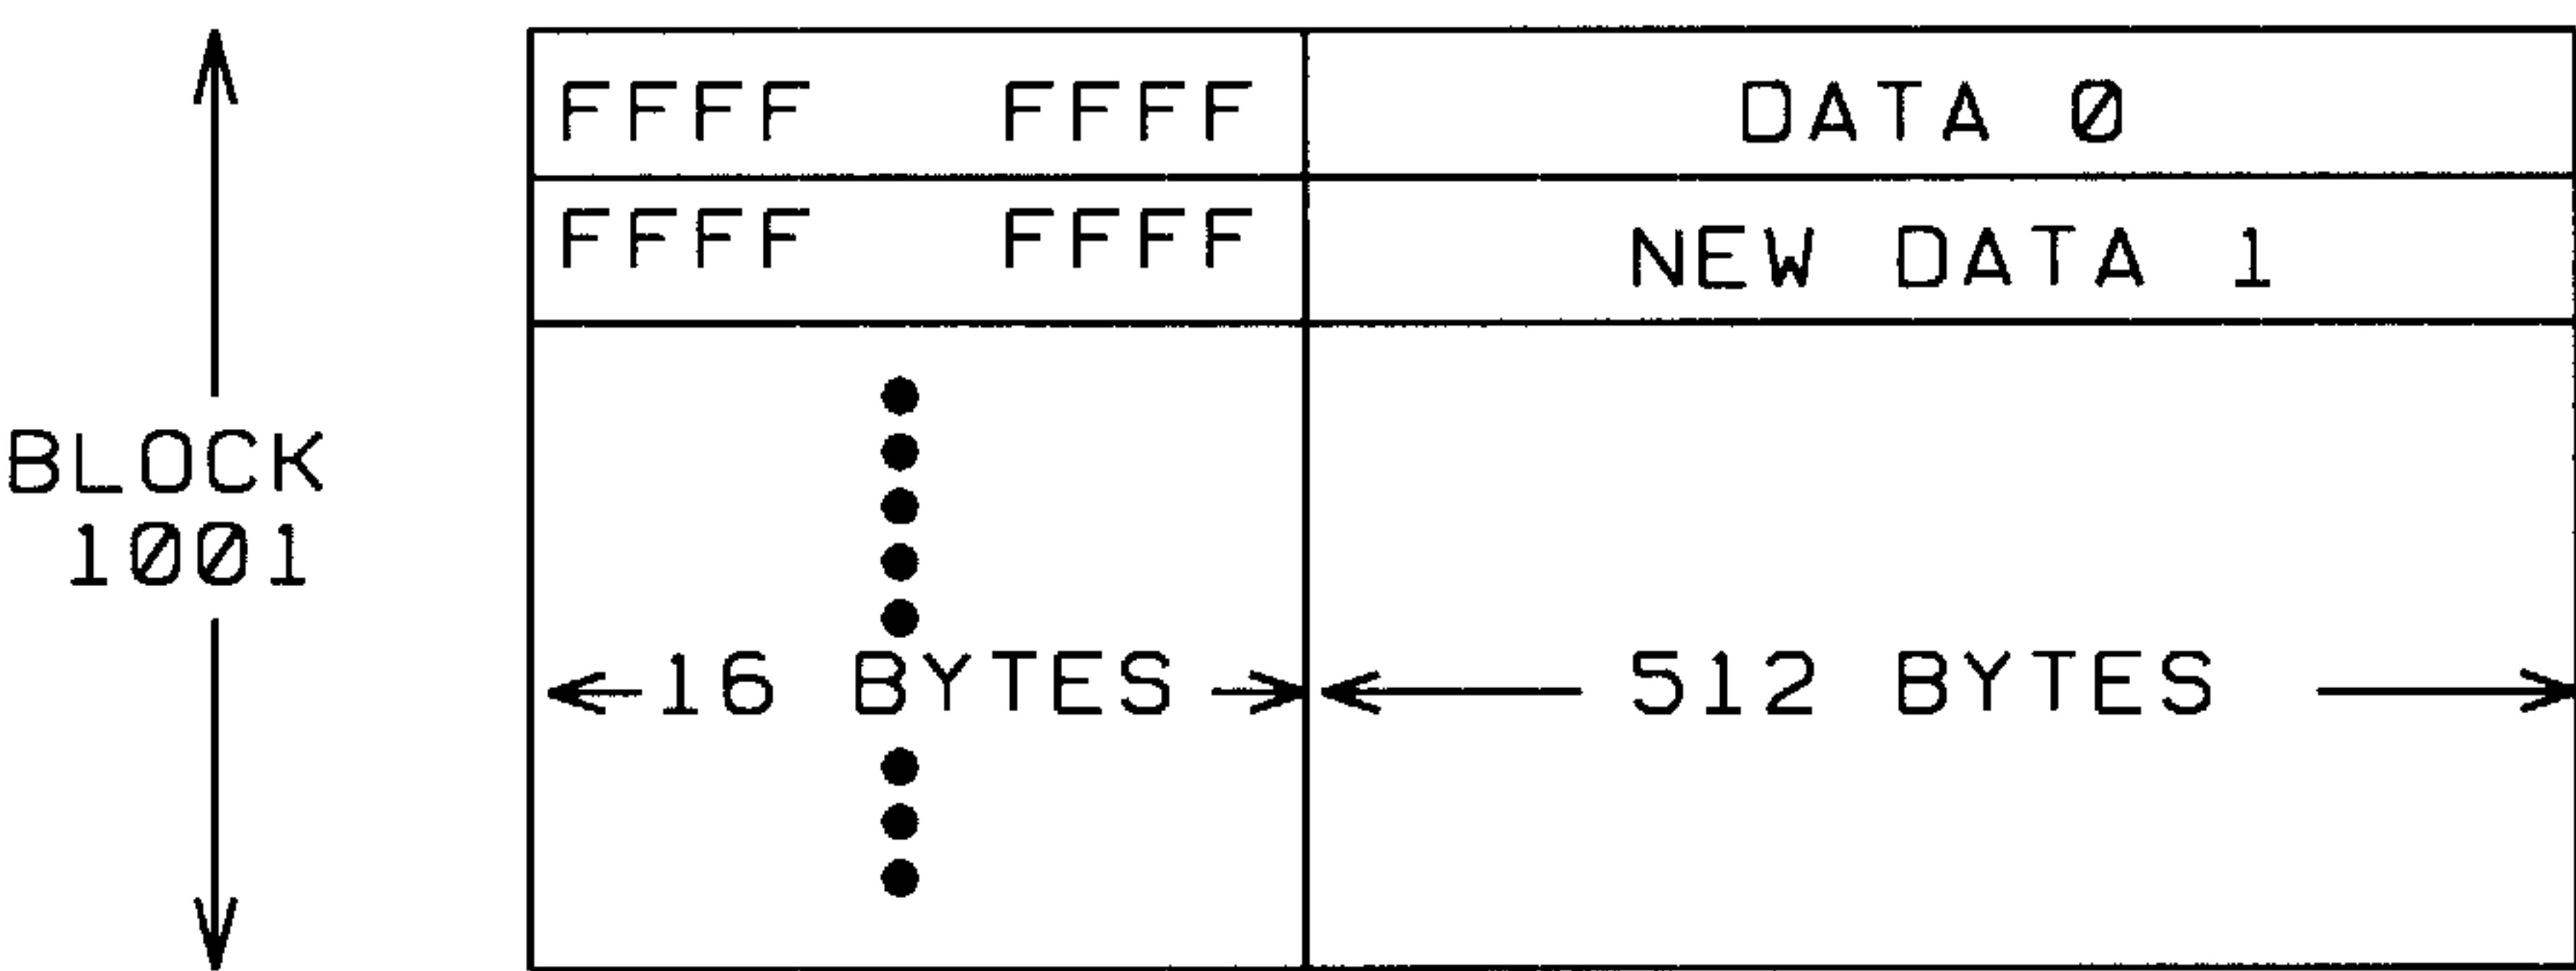 FFFF FFFF DATA 0
FFFF FFFF NEW DATA 1
BLOCK
1001
16 BYTES 512 BYTES